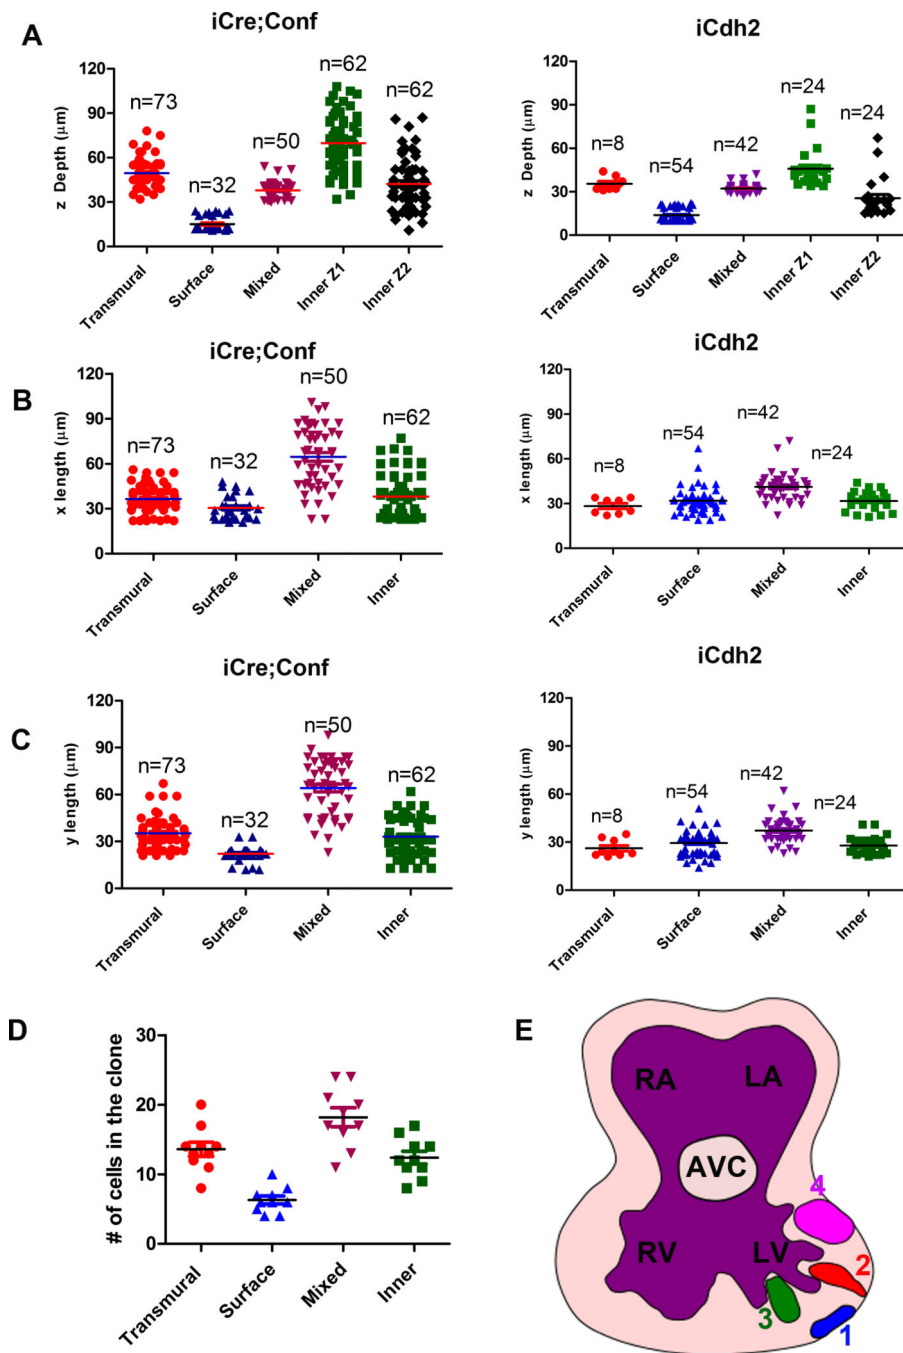 A
iCre;Conf
z Depth (μm)
120
90
60
30
0
n=73
n=32
n=50
n=62
n=62
Transmural
Surface
Mixed
Inner Z1
Inner Z2
iCdh2
z Depth (μm)
120
90
60
30
0
n=8
n=54
n=42
n=24
n=24
Transmural
Surface
Mixed
Inner Z1
Inner Z2
B
iCre;Conf
x length (μm)
120
90
60
30
0
n=73
n=32
n=50
n=62
Transmural
Surface
Mixed
Inner
iCdh2
x length (μm)
120
90
60
30
0
n=8
n=54
n=42
n=24
Transmural
Surface
Mixed
Inner
C
iCre;Conf
y length (μm)
120
90
60
30
0
n=73
n=32
n=50
n=62
Transmural
Surface
Mixed
Inner
iCdh2
y length (μm)
120
90
60
30
0
n=8
n=54
n=42
n=24
Transmural
Surface
Mixed
Inner
D
# of cells in the clone
30
20
10
0
Transmural
Surface
Mixed
Inner
E
RA
LA
AVC
RV
LV
4
2
3
1